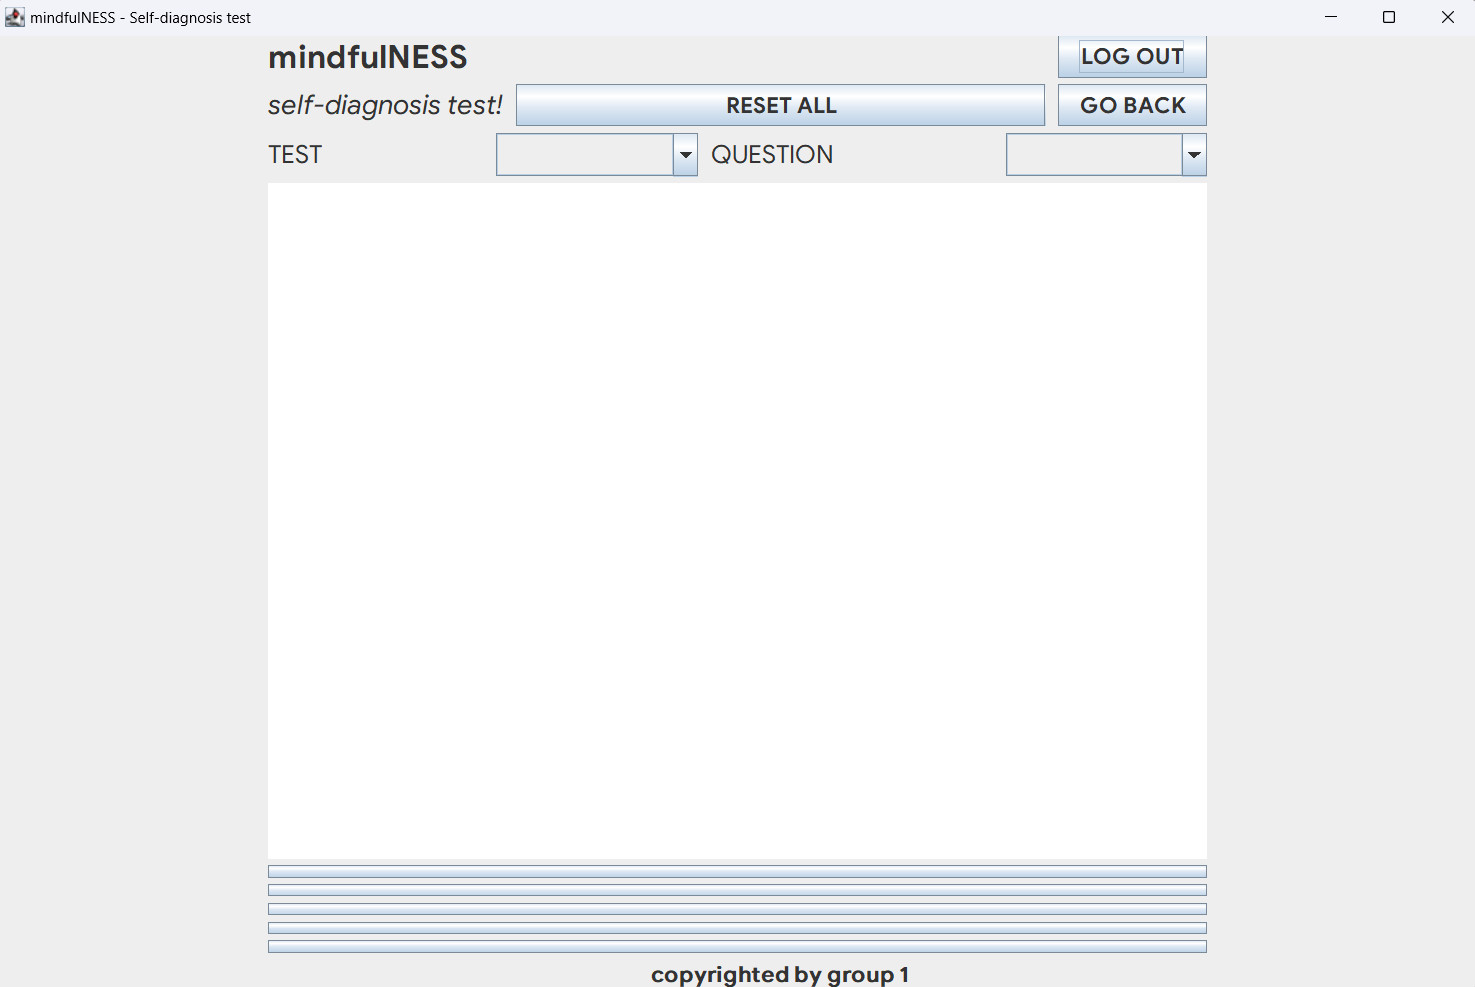 mindfulNESS - Self-diagnosis test
mindfulNESS
LOG OUT
self-diagnosis test!
RESET ALL
GO BACK
TEST
QUESTION
copyrighted by group 1